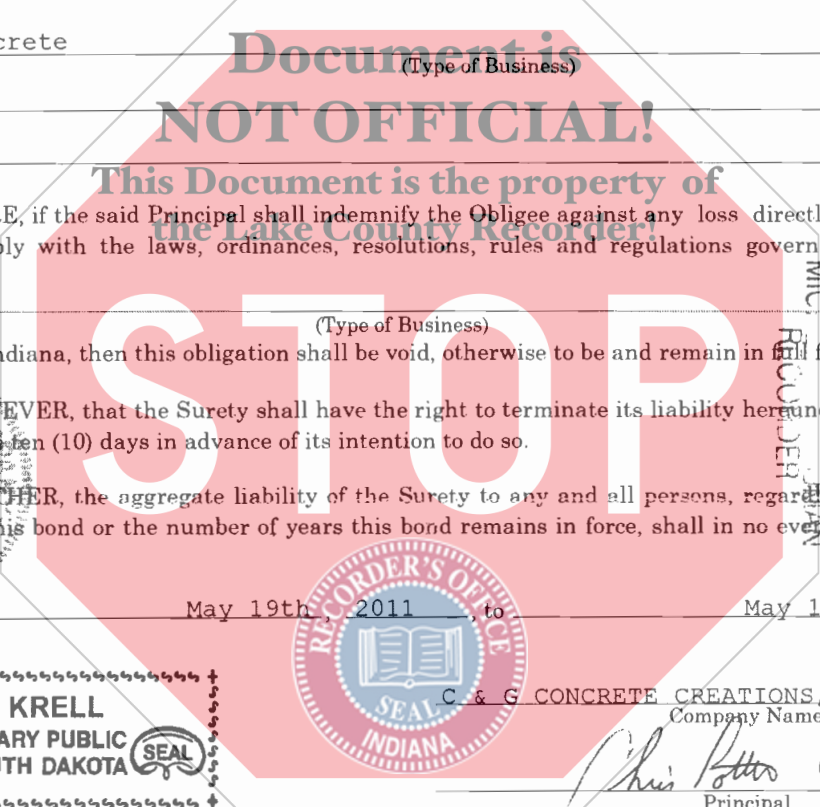 crete
Document is
(Type of Business)
NOT OFFICIAL!
This Document is the property of
E, if the said Principal shall indemnify the Obligee against any loss directl
the Lake County Recorder!
ply with the laws, ordinances, resolutions, rules and regulations govern
STOP
(Type of Business)
ndiana, then this obligation shall be void, otherwise to be and remain in full f
EVER, that the Surety shall have the right to terminate its liability hereun
ten (10) days in advance of its intention to do so.
RECORDER
THER, the aggregate liability of the Surety to any and all persons, regardl
his bond or the number of years this bond remains in force, shall in no eve
RECORDER'S OFFICE
SEAL
INDIANA
May 19th, 2011, to May 1
KRELL
ARY PUBLIC
SEAL
TH DAKOTA
C & G CONCRETE CREATIONS,
Company Name
Chris Potter
Principal